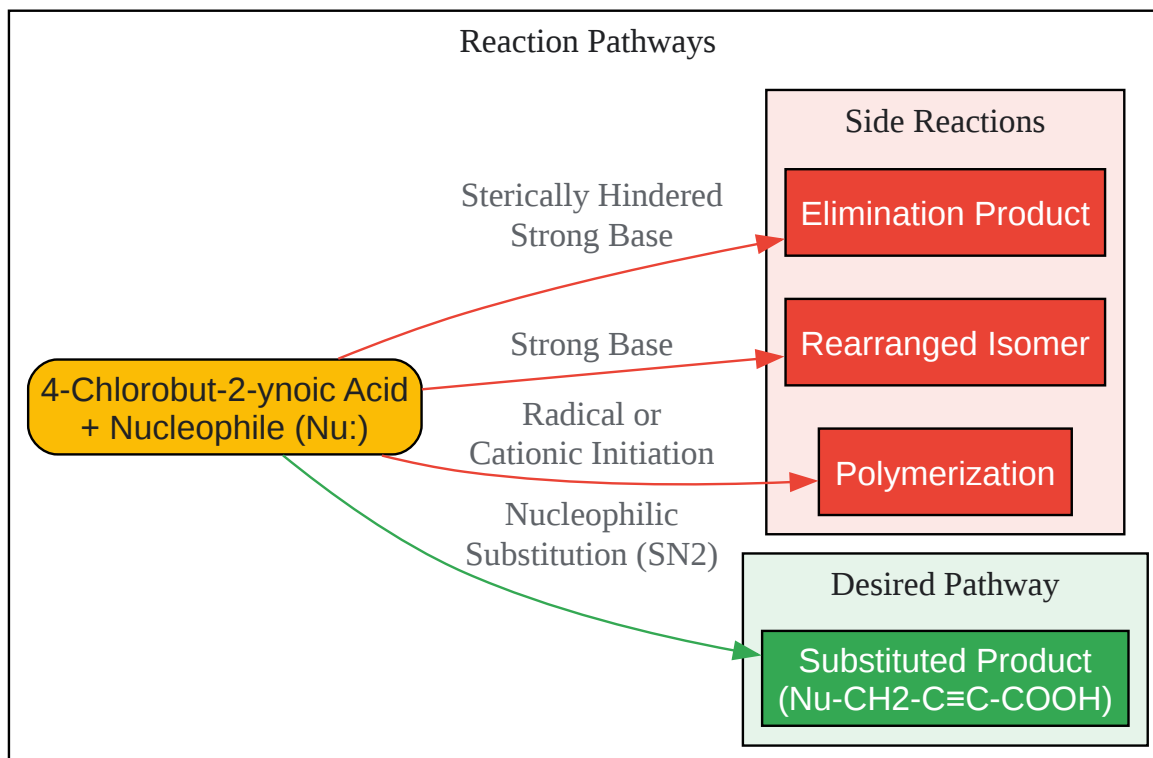 Reaction Pathways
Side Reactions
Sterically Hindered
Strong Base
Elimination Product
Strong Base
Rearranged Isomer
4-Chlorobut-2-ynoic Acid
+ Nucleophile (Nu:)
Radical or
Cationic Initiation
Polymerization
Nucleophilic
Substitution (SN2)
Desired Pathway
Substituted Product
(Nu-CH2-C≡C-COOH)